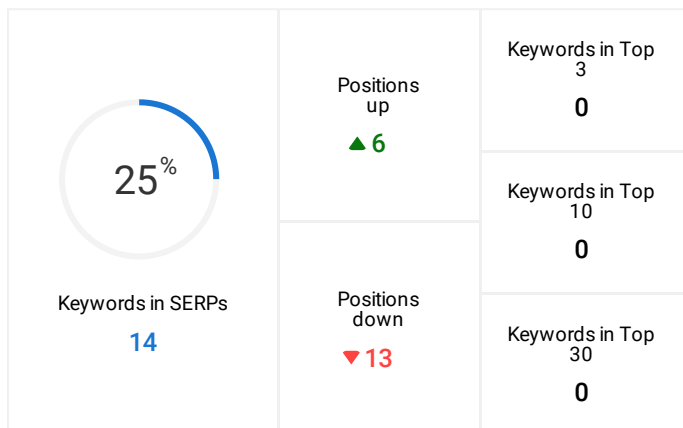 25%
Keywords in SERPs
14
Positions
up
6
Positions
down
13
Keywords in Top
3
0
Keywords in Top
10
0
Keywords in Top
30
0